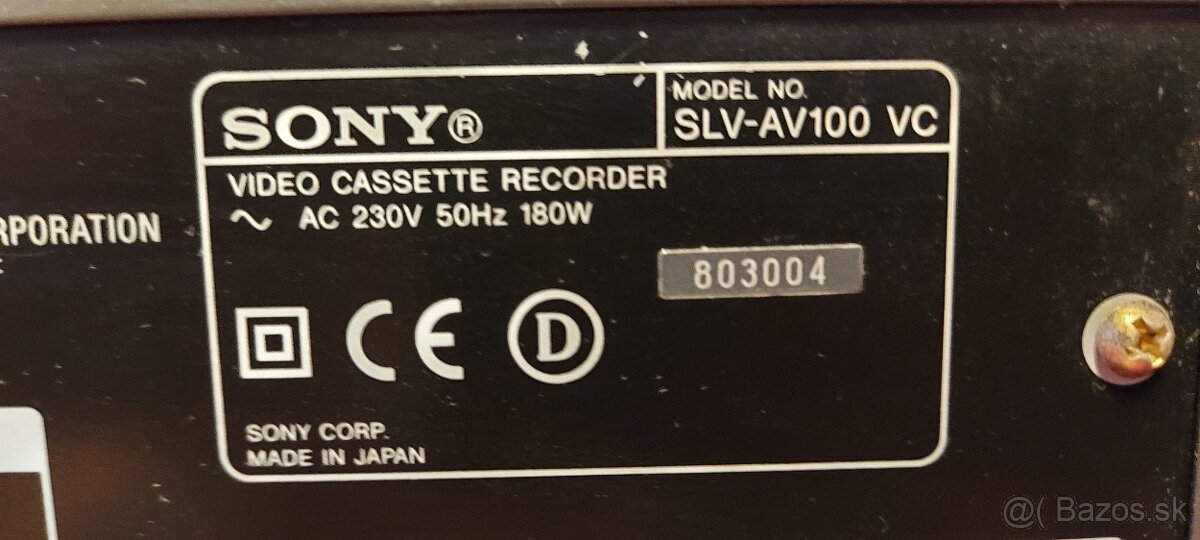 SONY®
MODEL NO.
SLV-AV100 VC
VIDEO CASSETTE RECORDER
~ AC 230V 50Hz 180W
RPORATION
803004
CE D
SONY CORP.
MADE IN JAPAN
@( Bazos.sk